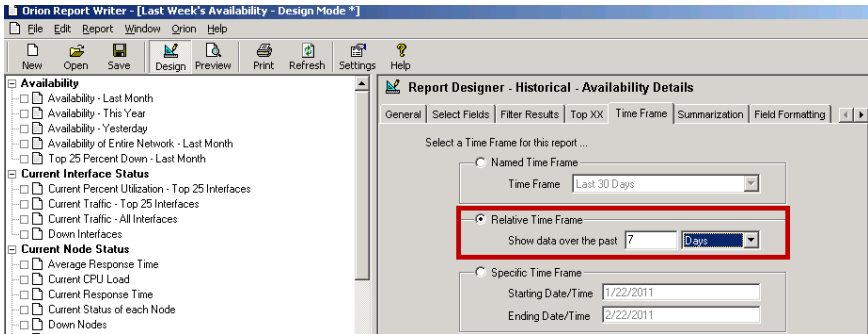 Orion Report Writer - [Last Week's Availability - Design Mode *]
File Edit Report Window Orion Help
New Open Save Design Preview Print Refresh Settings Help
Availability
Availability - Last Month
Availability - This Year
Availability - Yesterday
Availability of Entire Network - Last Month
Top 25 Percent Down - Last Month
Current Interface Status
Current Percent Utilization - Top 25 Interfaces
Current Traffic - Top 25 Interfaces
Current Traffic - All Interfaces
Down Interfaces
Current Node Status
Average Response Time
Current CPU Load
Current Response Time
Current Status of each Node
Down Nodes
Report Designer - Historical - Availability Details
General Select Fields Filter Results Top XX Time Frame Summarization Field Formatting
Select a Time Frame for this report ...
Named Time Frame
Time Frame Last 30 Days
Relative Time Frame
Show data over the past 7 Days
Specific Time Frame
Starting Date/Time 1/22/2011
Ending Date/Time 2/22/2011